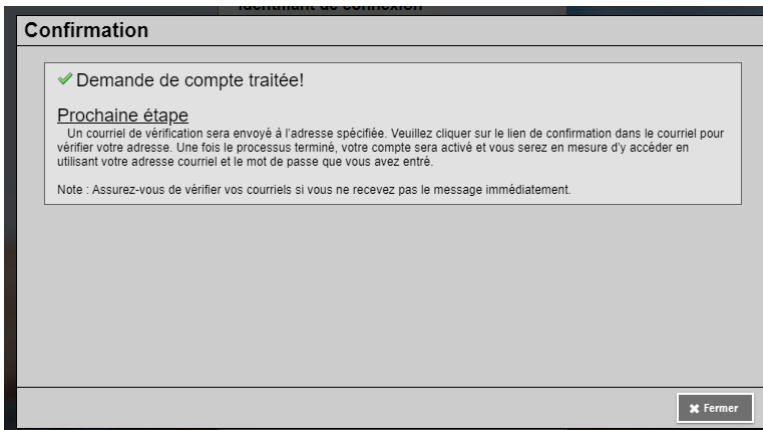 Identifiant de connexion
Confirmation
Demande de compte traitée!
Prochaine étape
Un courriel de vérification sera envoyé à l'adresse spécifiée. Veuillez cliquer sur le lien de confirmation dans le courriel pour
vérifier votre adresse. Une fois le processus terminé, votre compte sera activé et vous serez en mesure d'y accéder en
utilisant votre adresse courriel et le mot de passe que vous avez entré.
Note : Assurez-vous de vérifier vos courriels si vous ne recevez pas le message immédiatement.
Fermer